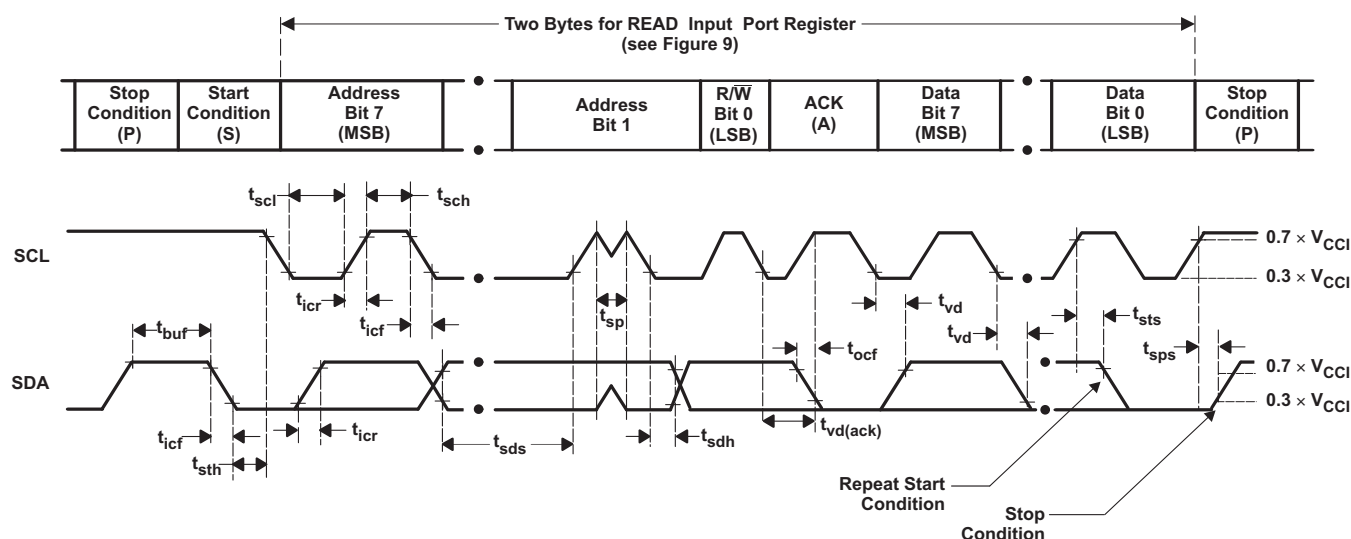 Two Bytes for READ Input Port Register
(see Figure 9)
Stop
Condition
(P)
Start
Condition
(S)
Address
Bit 7
(MSB)
Address
Bit 1
R/W̅
Bit 0
(LSB)
ACK
(A)
Data
Bit 7
(MSB)
Data
Bit 0
(LSB)
Stop
Condition
(P)
tscl
tsch
SCL
0.7 × VCCI
0.3 × VCCI
ticr
ticf
tsp
tvd
tvd
tsts
tbuf
tocf
tsps
SDA
0.7 × VCCI
0.3 × VCCI
ticf
ticr
tsth
tsds
tsdh
tvd(ack)
Repeat Start
Condition
Stop
Condition